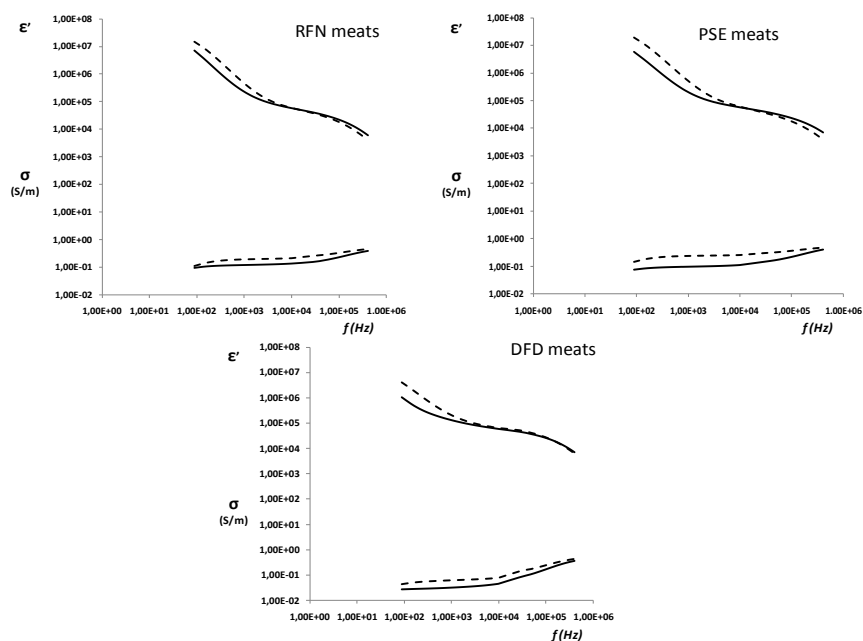 RFN meats
ε'
1,00E+08
1,00E+07
1,00E+06
1,00E+05
1,00E+04
1,00E+03
1,00E+02
1,00E+01
1,00E+00
1,00E-01
1,00E-02
σ
(S/m)
1,00E+00 1,00E+01 1,00E+02 1,00E+03 1,00E+04 1,00E+05 1,00E+06
f(Hz)
PSE meats
ε'
1,00E+08
1,00E+07
1,00E+06
1,00E+05
1,00E+04
1,00E+03
1,00E+02
1,00E+01
1,00E+00
1,00E-01
1,00E-02
σ
(S/m)
1,00E+00 1,00E+01 1,00E+02 1,00E+03 1,00E+04 1,00E+05 1,00E+06
f(Hz)
DFD meats
ε'
1,00E+08
1,00E+07
1,00E+06
1,00E+05
1,00E+04
1,00E+03
1,00E+02
1,00E+01
1,00E+00
1,00E-01
1,00E-02
σ
(S/m)
1,00E+00 1,00E+01 1,00E+02 1,00E+03 1,00E+04 1,00E+05 1,00E+06
f(Hz)